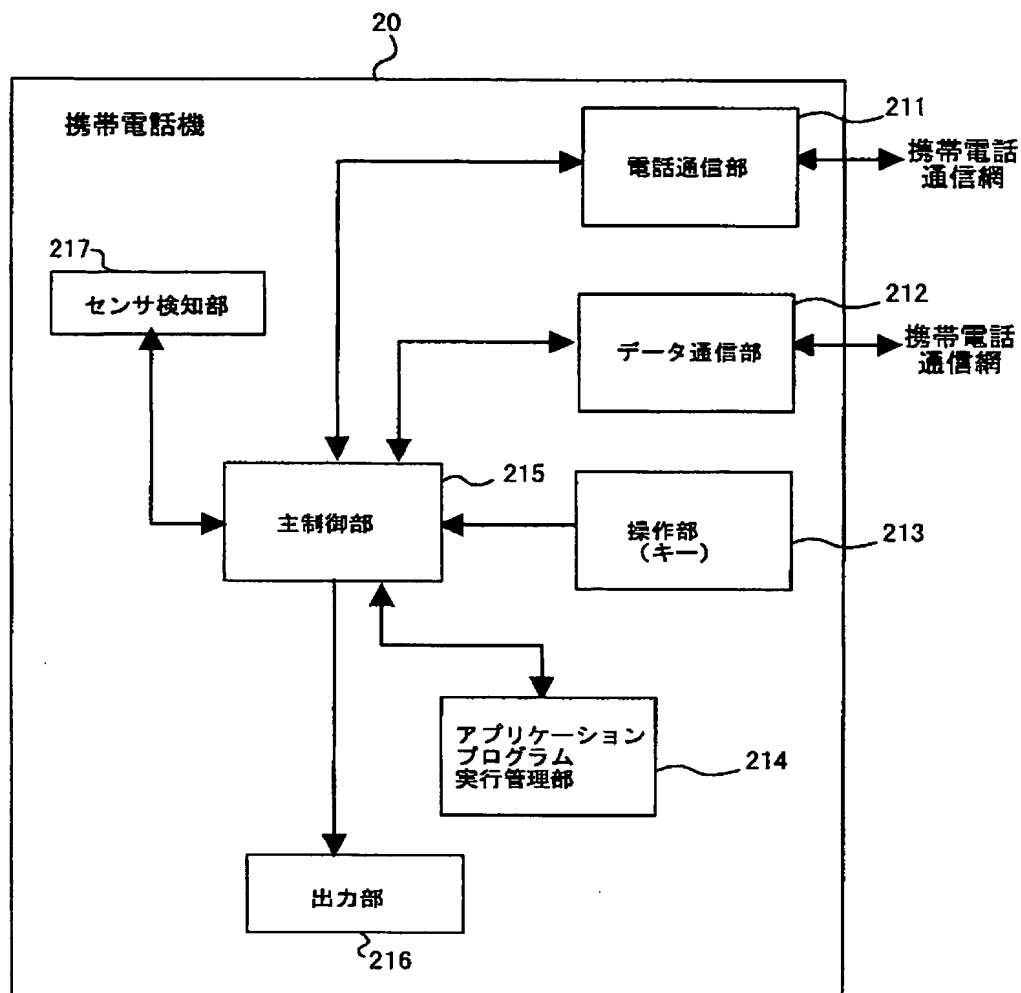 20
携帯電話機
211
電話通信部
携帯電話
通信網
217
センサ検知部
212
データ通信部
携帯電話
通信網
215
主制御部
操作部
(キー)
213
アプリケーション
プログラム
実行管理部
214
出力部
216